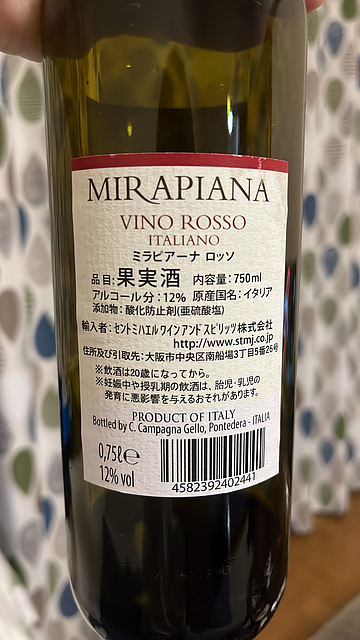 MIRAPIANA
VINO ROSSO
ITALIANO
ミラピアーナ ロッソ
品目:果実酒 内容量:750ml
アルコール分:12% 原産国名:イタリア
添加物:酸化防止剤(亜硫酸塩)
輸入者:セントミハエル ワイン アンド スピリッツ株式会社
http://www.stmj.co.jp
住所及び引取先:大阪市中央区南船場3丁目5番26号
※飲酒は20歳になってから。
※妊娠中や授乳期の飲酒は、胎児・乳児の
発育に悪影響を与えるおそれがあります。
PRODUCT OF ITALY
Bottled by C. Campagna Gello, Pontedera - ITALIA
0,75ℓ℮
12% vol
4582392402441